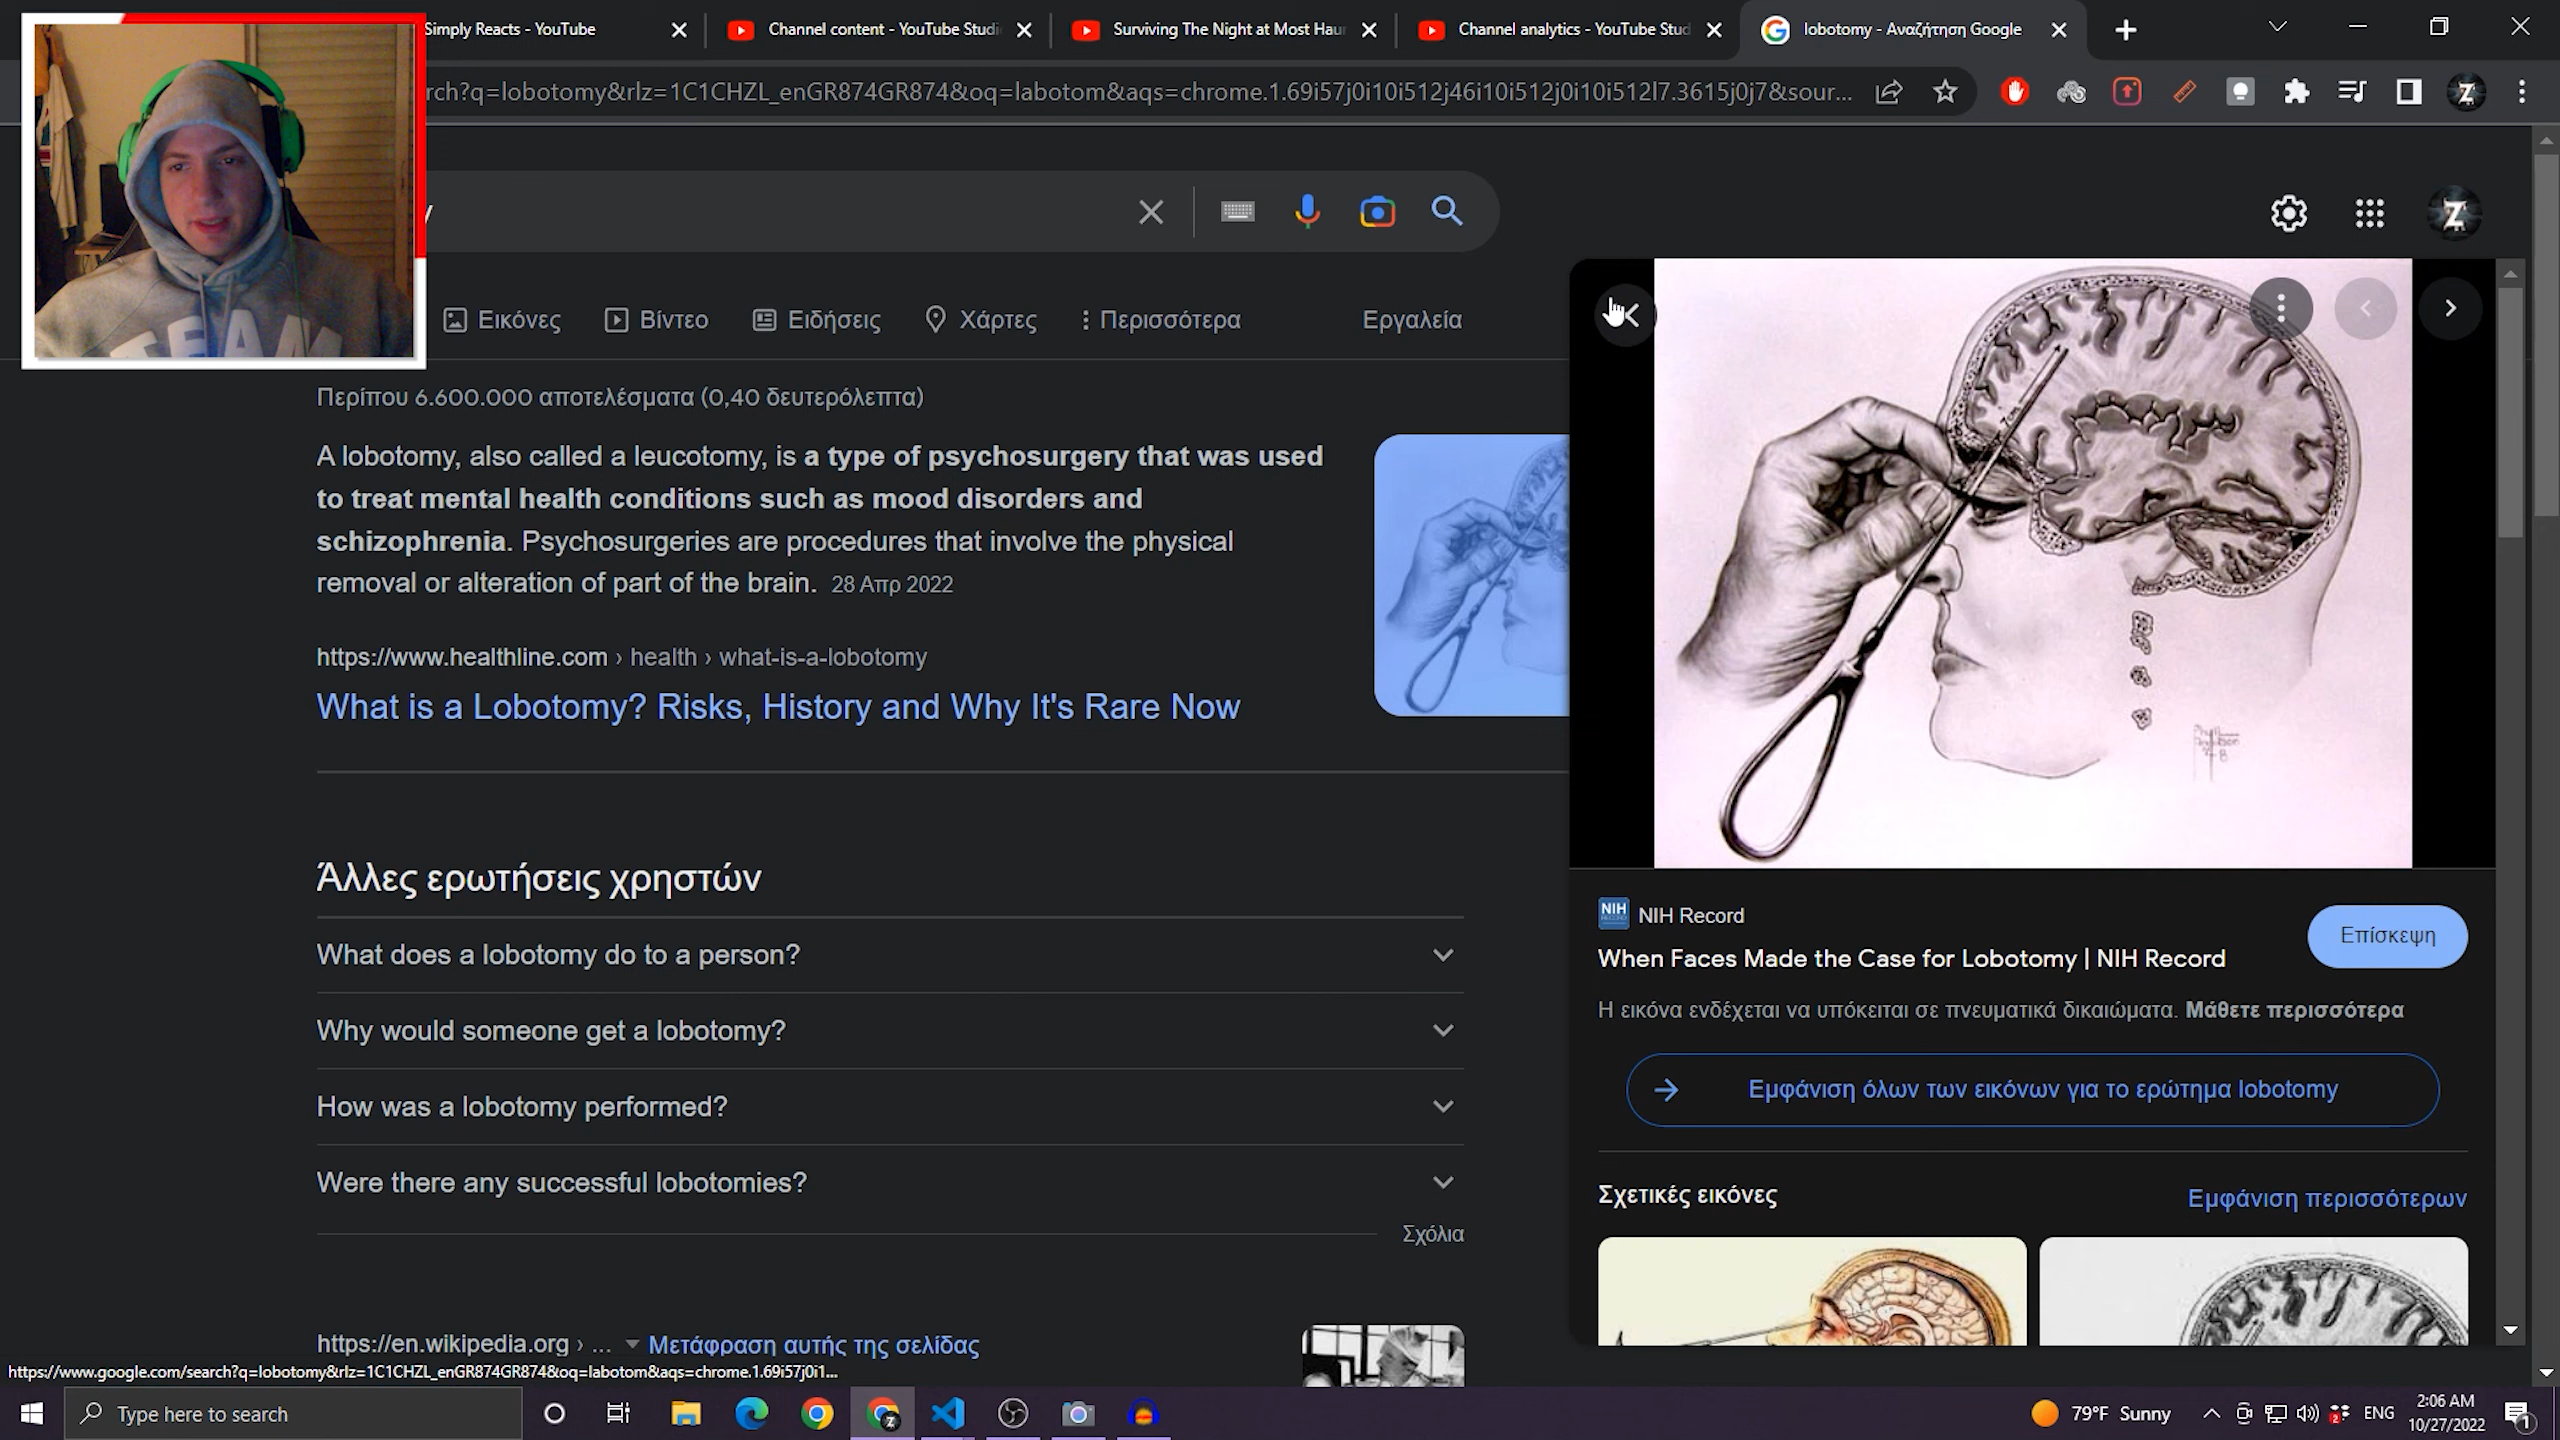 Simply Reacts - YouTube
Channel content - YouTube Studi
Surviving The Night at Most Haun
Channel analytics - YouTube Stud
lobotomy - Αναζήτηση Google
rch?q=lobotomy&rlz=1C1CHZL_enGR874GR874&oq=labotom&aqs=chrome.1.69i57j0i10i512j46i10i512j0i10i512l7.3615j0j7&sour...
y
TEAM
Εικόνες
Βίντεο
Ειδήσεις
Χάρτες
Περισσότερα
Εργαλεία
Περίπου 6.600.000 αποτελέσματα (0,40 δευτερόλεπτα)
A lobotomy, also called a leucotomy, is a type of psychosurgery that was used
to treat mental health conditions such as mood disorders and
schizophrenia. Psychosurgeries are procedures that involve the physical
removal or alteration of part of the brain. 28 Απρ 2022
https://www.healthline.com › health › what-is-a-lobotomy
What is a Lobotomy? Risks, History and Why It's Rare Now
Άλλες ερωτήσεις χρηστών
What does a lobotomy do to a person?
Why would someone get a lobotomy?
How was a lobotomy performed?
Were there any successful lobotomies?
Σχόλια
https://en.wikipedia.org › ...
Μετάφραση αυτής της σελίδας
NIH
NIH Record
When Faces Made the Case for Lobotomy | NIH Record
Επίσκεψη
Η εικόνα ενδέχεται να υπόκειται σε πνευματικά δικαιώματα. Μάθετε περισσότερα
Εμφάνιση όλων των εικόνων για το ερώτημα lobotomy
Σχετικές εικόνες
Εμφάνιση περισσότερων
https://www.google.com/search?q=lobotomy&rlz=1C1CHZL_enGR874GR874&oq=labotom&aqs=chrome.1.69i57j0i1...
Type here to search
79°F Sunny
ENG
2:06 AM
10/27/2022
1